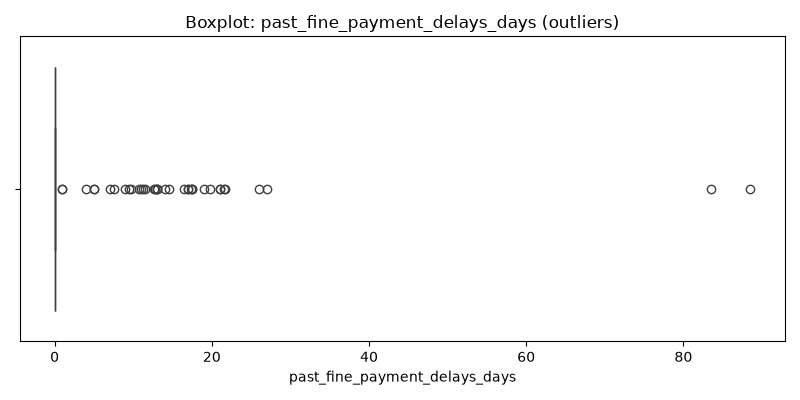 Boxplot: past_fine_payment_delays_days (outliers)
0 20 40 60 80
past_fine_payment_delays_days